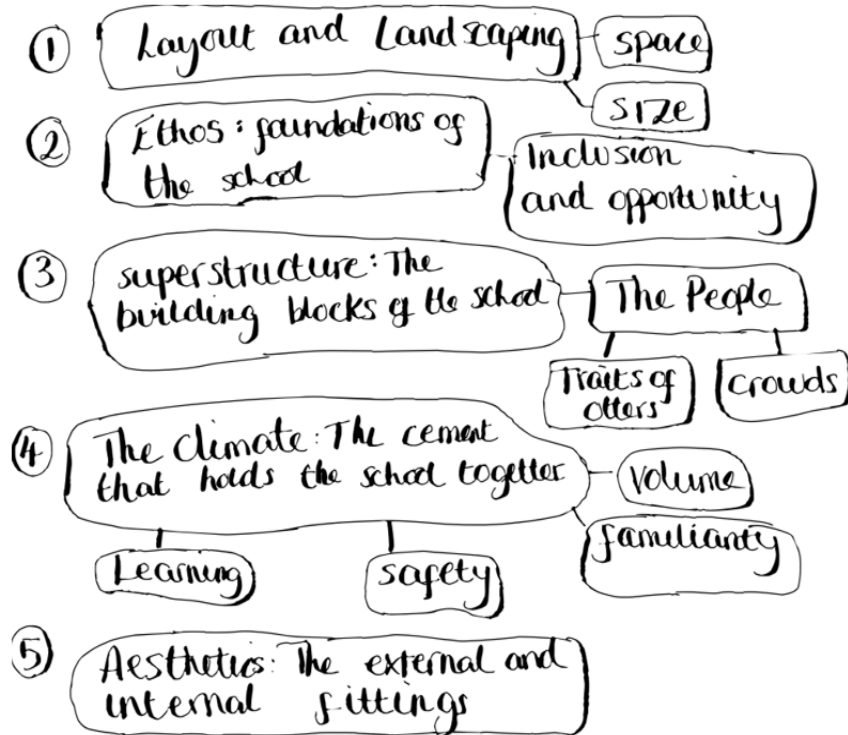 ① Layout and Landscaping
space
size
② Ethos: foundations of
the school
Inclusion
and opportunity
③ superstructure: The
building blocks of the school
The People
Traits of
others
crowds
④ The climate: The cement
that holds the school together
volume
familiarity
Learning
safety
⑤ Aesthetics: The external and
internal fittings